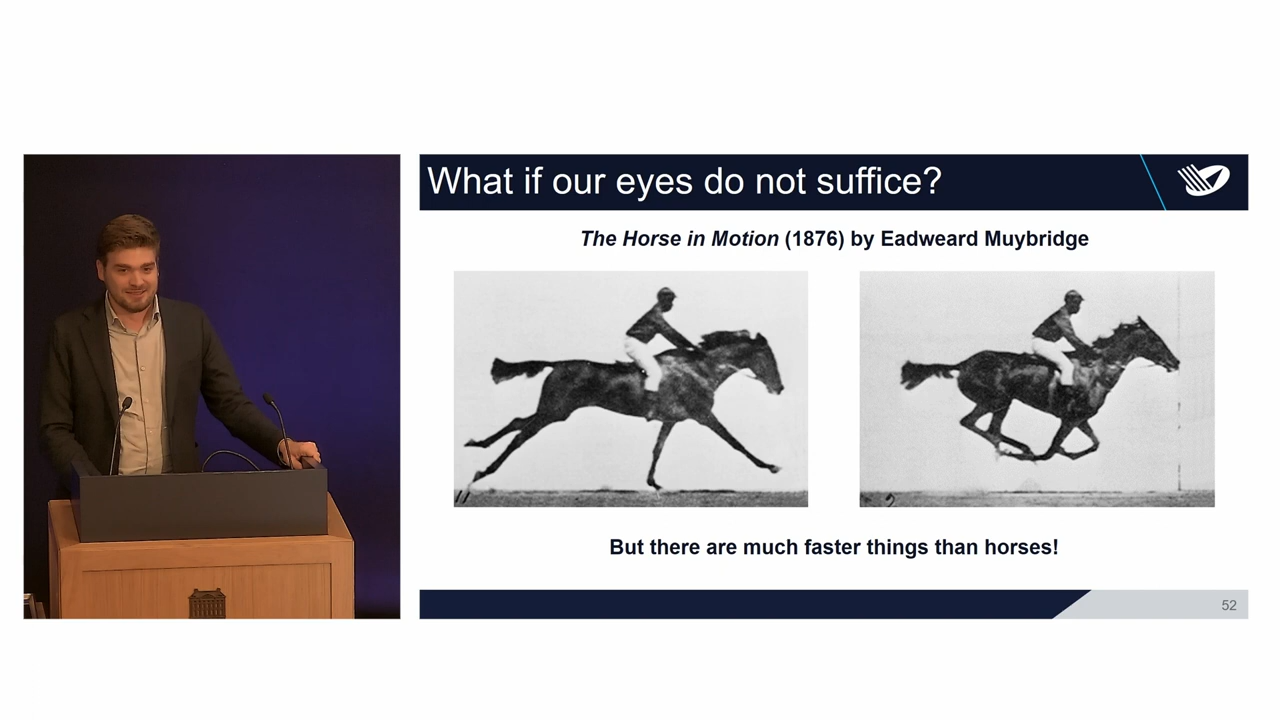 What if our eyes do not suffice?
The Horse in Motion (1876) by Eadweard Muybridge
But there are much faster things than horses!
52